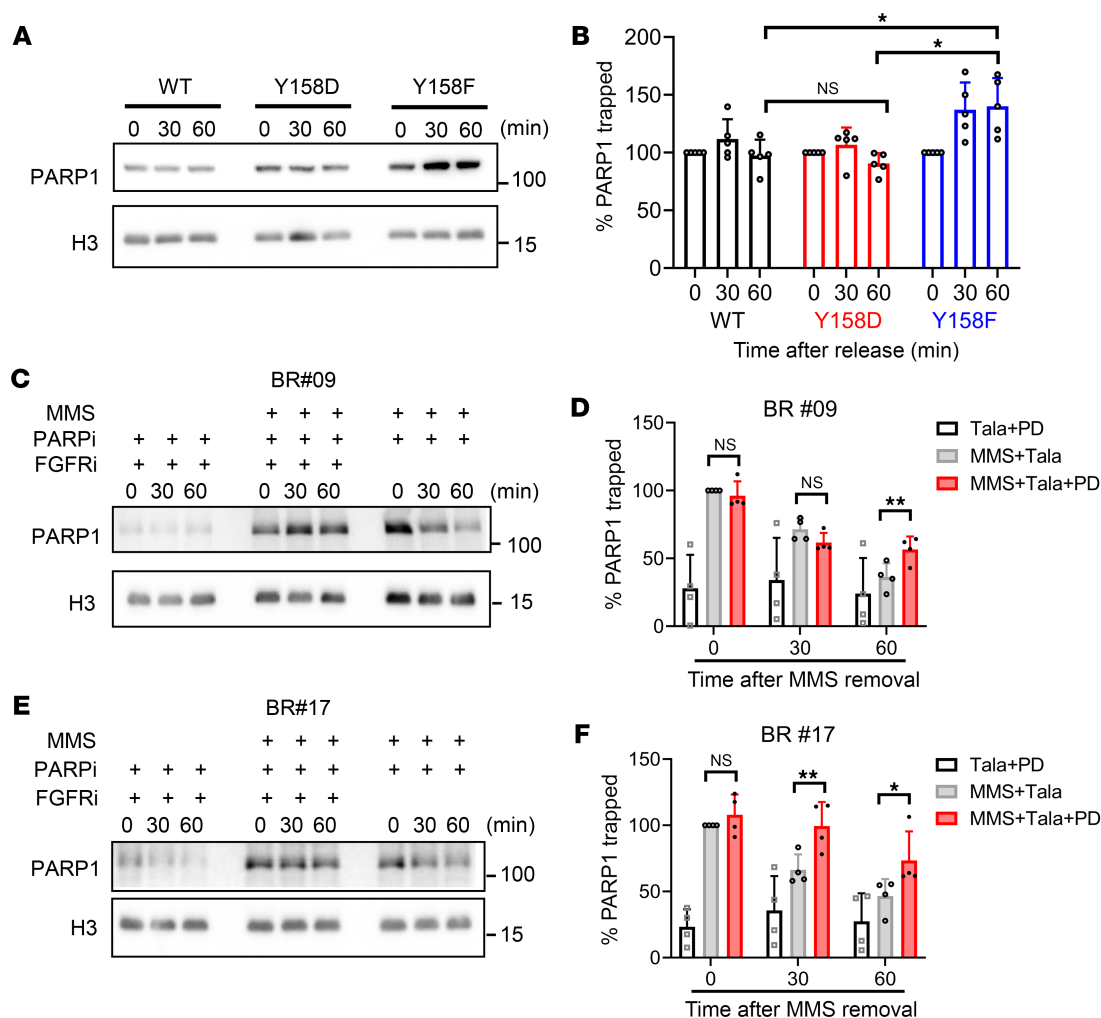 A
WT Y158D Y158F
0 30 60 0 30 60 0 30 60 (min)
PARP1
100
H3
15
B
% PARP1 trapped
200
150
100
50
0
*
*
NS
0 30 60 0 30 60 0 30 60
WT Y158D Y158F
Time after release (min)
C
BR#09
MMS + + + + + +
PARPi + + + + + + + + +
FGFRi + + + + + +
0 30 60 0 30 60 0 30 60 (min)
PARP1
100
H3
15
D
BR #09
% PARP1 trapped
150
100
50
0
NS
NS
**
Tala+PD
MMS+Tala
MMS+Tala+PD
0 30 60
Time after MMS removal
E
BR#17
MMS + + + + + +
PARPi + + + + + + + + +
FGFRi + + + + + +
0 30 60 0 30 60 0 30 60 (min)
PARP1
100
H3
15
F
BR #17
% PARP1 trapped
150
100
50
0
NS
**
*
Tala+PD
MMS+Tala
MMS+Tala+PD
0 30 60
Time after MMS removal